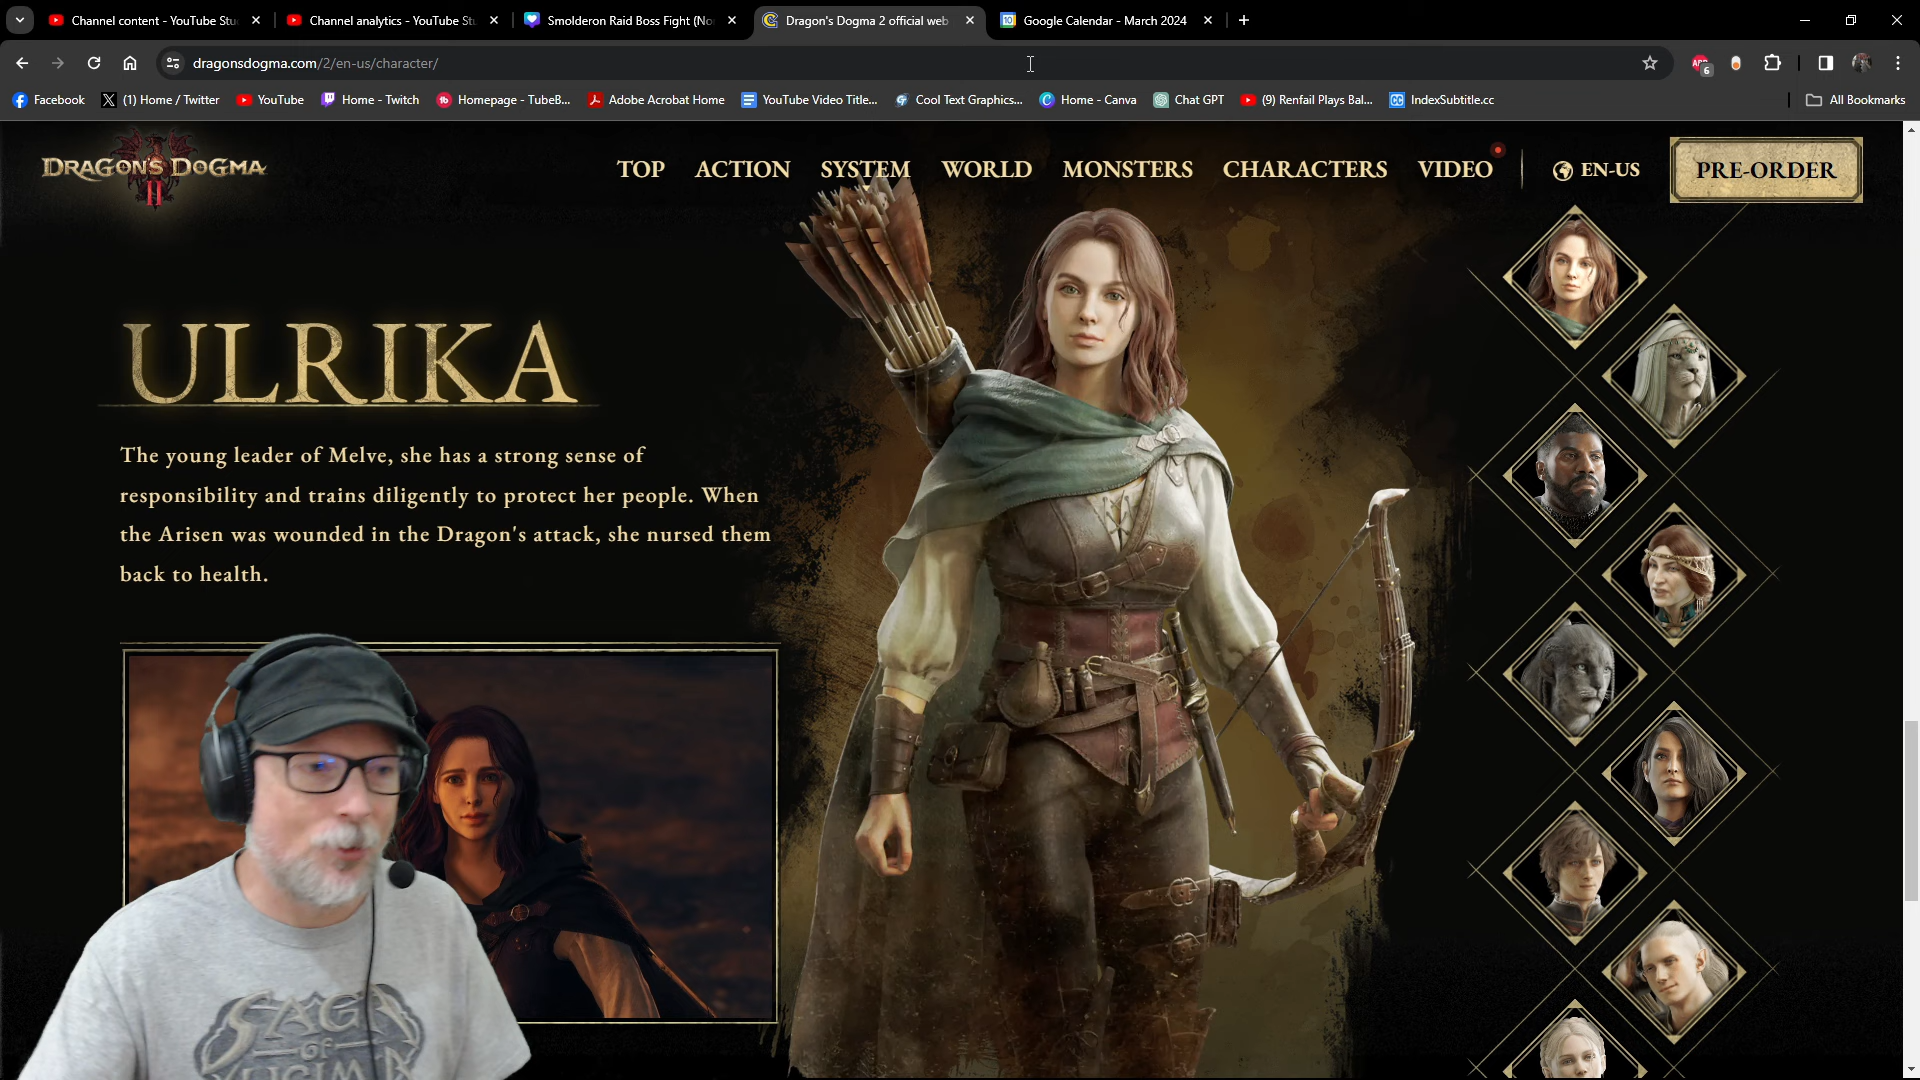 Channel content - YouTube Stu
Channel analytics - YouTube Stu
Smolderon Raid Boss Fight (No
Dragon's Dogma 2 official web
Google Calendar - March 2024
dragonsdogma.com/2/en-us/character/
6
Facebook
(1) Home / Twitter
YouTube
Home - Twitch
Homepage - TubeB...
Adobe Acrobat Home
YouTube Video Title...
Cool Text Graphics...
Home - Canva
Chat GPT
(9) Renfail Plays Bal...
IndexSubtitle.cc
All Bookmarks
DRAGON'S DOGMA
II
TOP
ACTION
SYSTEM
WORLD
MONSTERS
CHARACTERS
VIDEO
EN-US
PRE-ORDER
ULRIKA
The young leader of Melve, she has a strong sense of
responsibility and trains diligently to protect her people. When
the Arisen was wounded in the Dragon's attack, she nursed them
back to health.
SAGA
OF